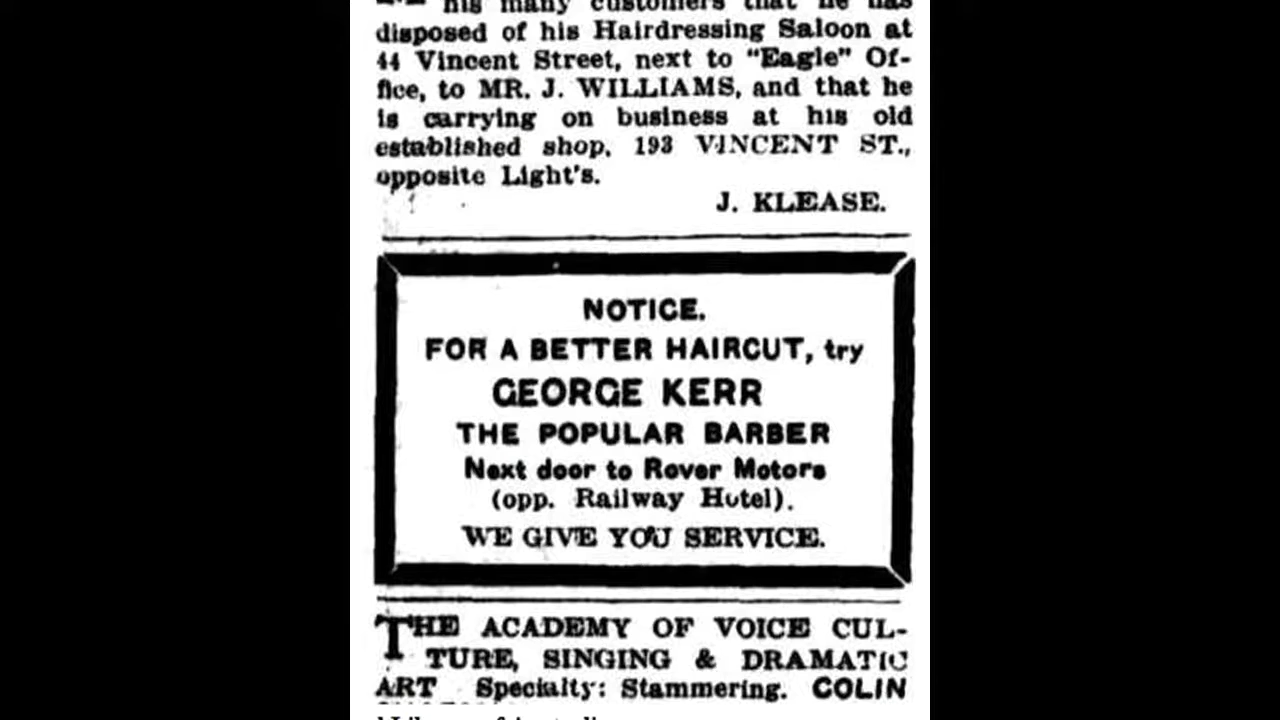 his many customers that he has
disposed of his Hairdressing Saloon at
44 Vincent Street, next to "Eagle" Of-
fice, to MR. J. WILLIAMS, and that he
is carrying on business at his old
established shop, 193 VINCENT ST.,
opposite Light's.
J. KLEASE.
NOTICE.
FOR A BETTER HAIRCUT, try
GEORGE KERR
THE POPULAR BARBER
Next door to Rover Motors
(opp. Railway Hotel).
WE GIVE YOU SERVICE.
THE ACADEMY OF VOICE CUL-
TURE, SINGING & DRAMATIC
ART Specialty: Stammering. COLIN